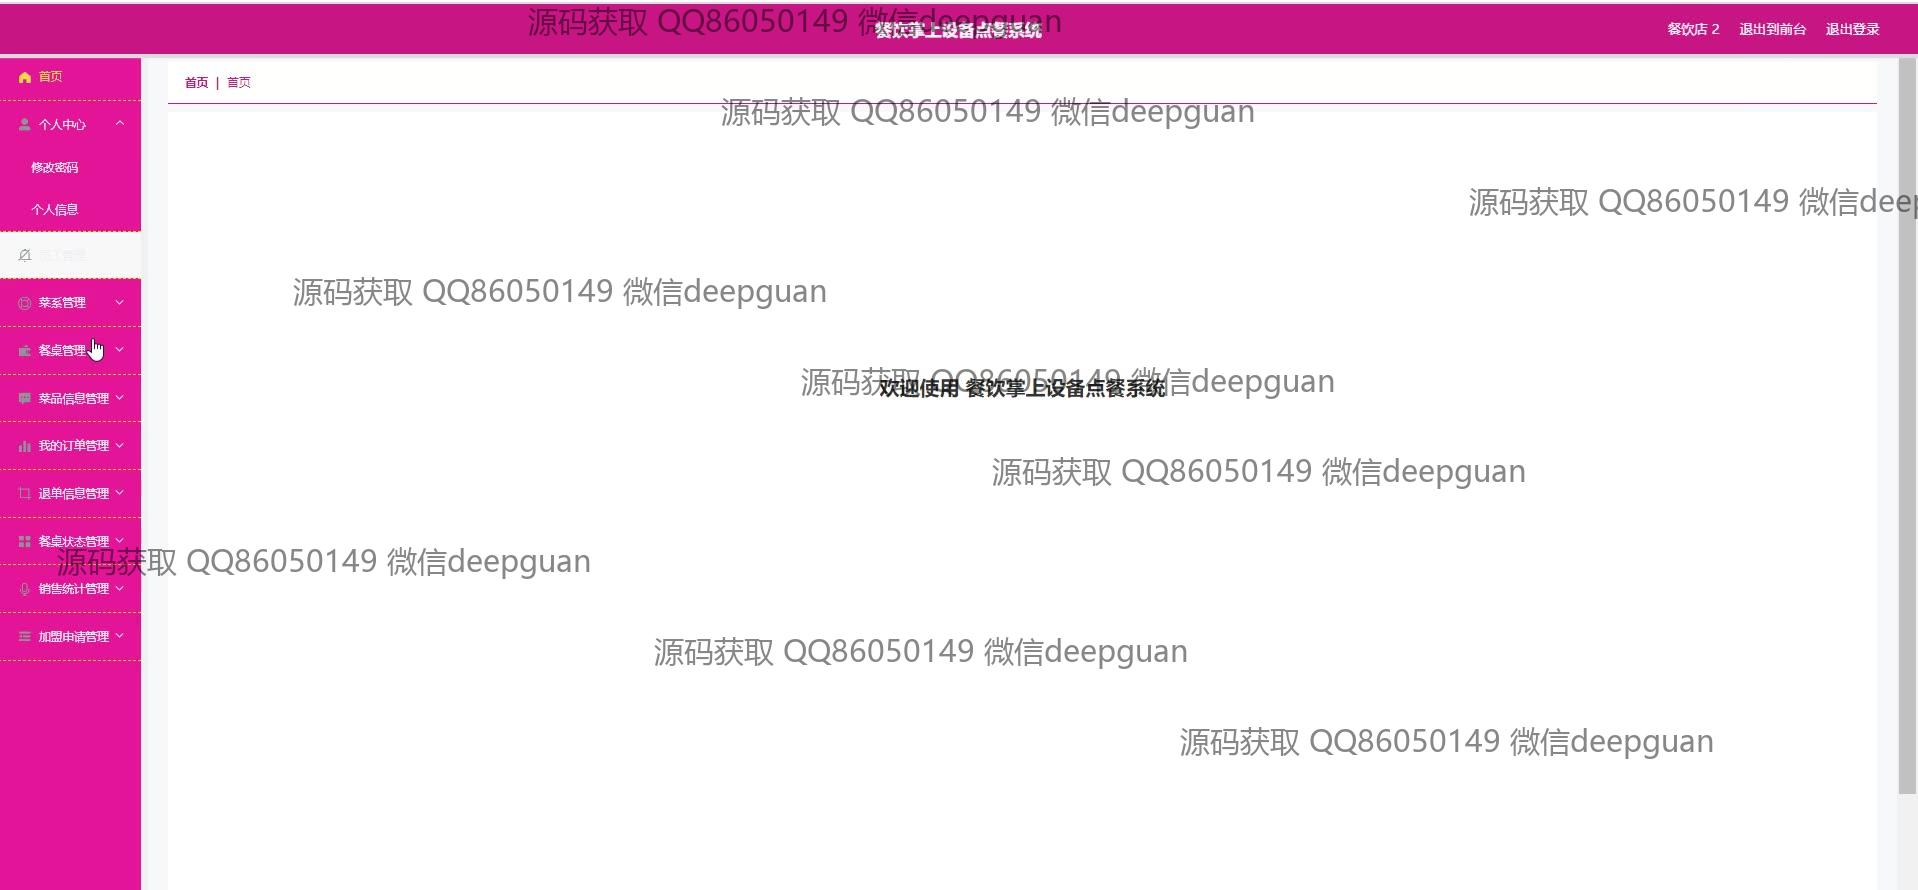 源码获取 QQ86050149 微信deepguan
餐饮掌上设备点餐系统
餐饮店 2 退出到前台 退出登录
首页
首页 | 首页
源码获取 QQ86050149 微信deepguan
个人中心
修改密码
源码获取 QQ86050149 微信deep
个人信息
员工管理
源码获取 QQ86050149 微信deepguan
菜系管理
餐桌管理
源码获取 QQ86050149 微信deepguan
欢迎使用 餐饮掌上设备点餐系统
菜品信息管理
我的订单管理
源码获取 QQ86050149 微信deepguan
退单信息管理
餐桌状态管理
源码获取 QQ86050149 微信deepguan
销售统计管理
加盟申请管理
源码获取 QQ86050149 微信deepguan
源码获取 QQ86050149 微信deepguan